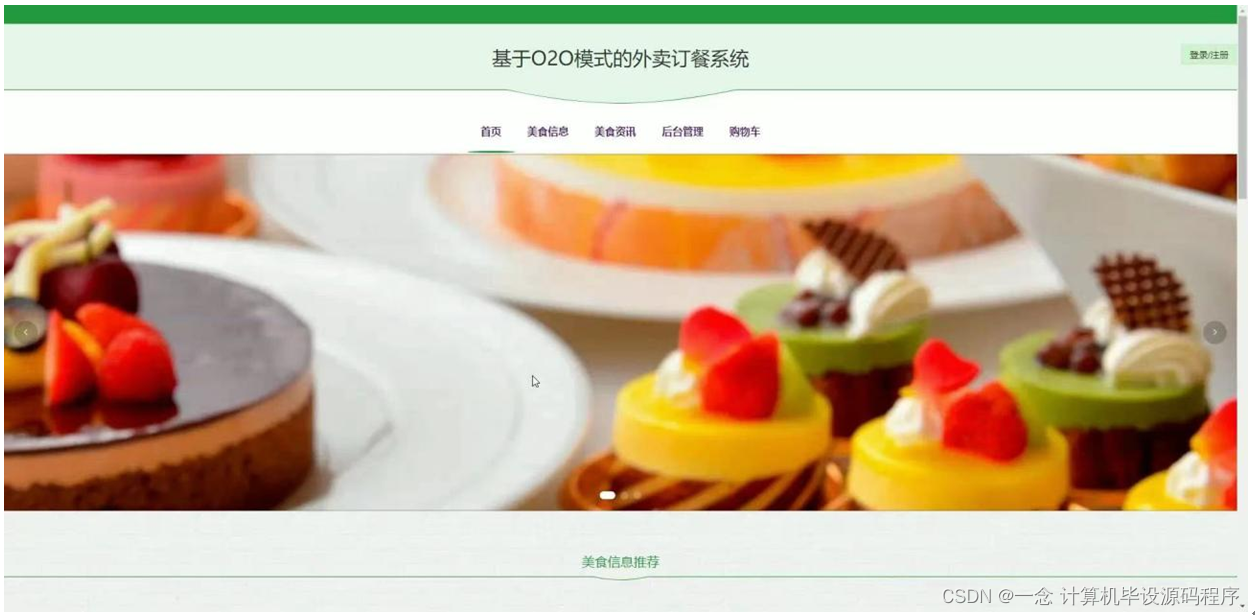 基于O2O模式的外卖订餐系统
登录/注册
首页 美食信息 美食资讯 后台管理 购物车
美食信息推荐
CSDN @一念 计算机毕设源码程序